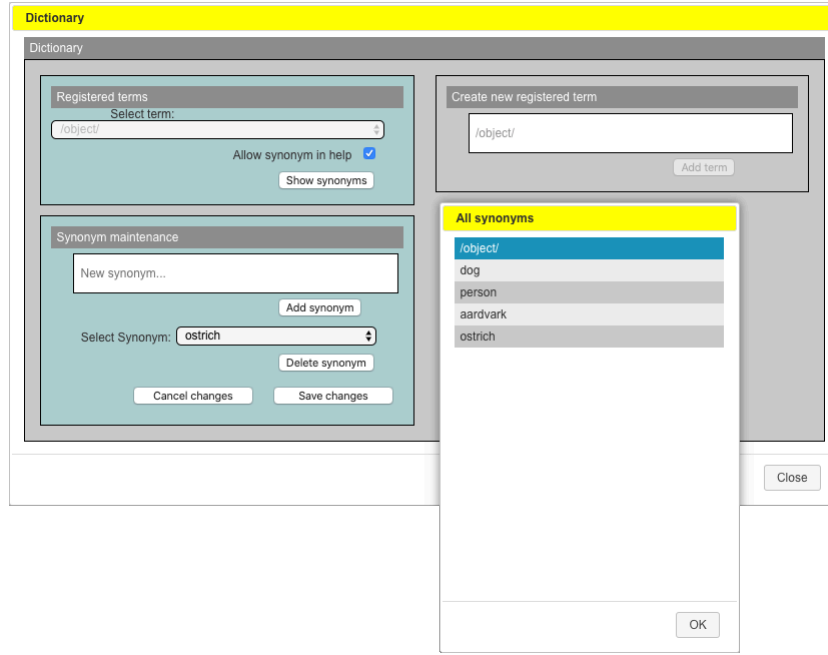 Dictionary
Dictionary
Registered terms
Select term:
/object/
Allow synonym in help
Show synonyms
Create new registered term
/object/
Add term
Synonym maintenance
New synonym...
Add synonym
Select Synonym: ostrich
Delete synonym
Cancel changes Save changes
All synonyms
/object/
dog
person
aardvark
ostrich
Close
OK